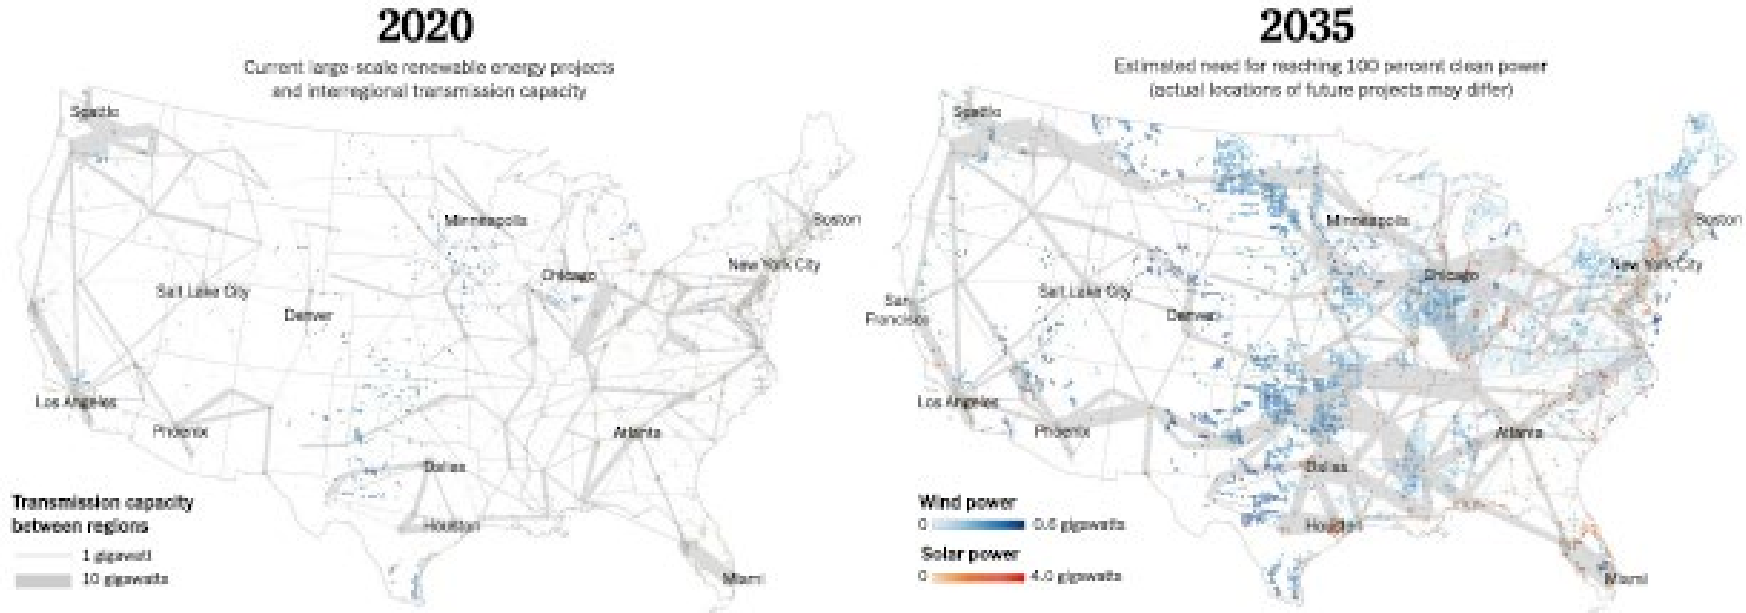 2020
Current large-scale renewable energy projects
and interregional transmission capacity
Seattle
Minneapolis
Boston
Chicago
New York City
Salt Lake City
Denver
Los Angeles
Phoenix
Atlanta
Dallas
Houston
Miami
Transmission capacity
between regions
1 gigawatt
10 gigawatts
2035
Estimated need for reaching 100 percent clean power
(actual locations of future projects may differ)
Seattle
Minneapolis
Boston
Chicago
New York City
Salt Lake City
San
Francisco
Denver
Los Angeles
Phoenix
Atlanta
Dallas
Houston
Miami
Wind power
0 0.6 gigawatts
Solar power
0 4.0 gigawatts